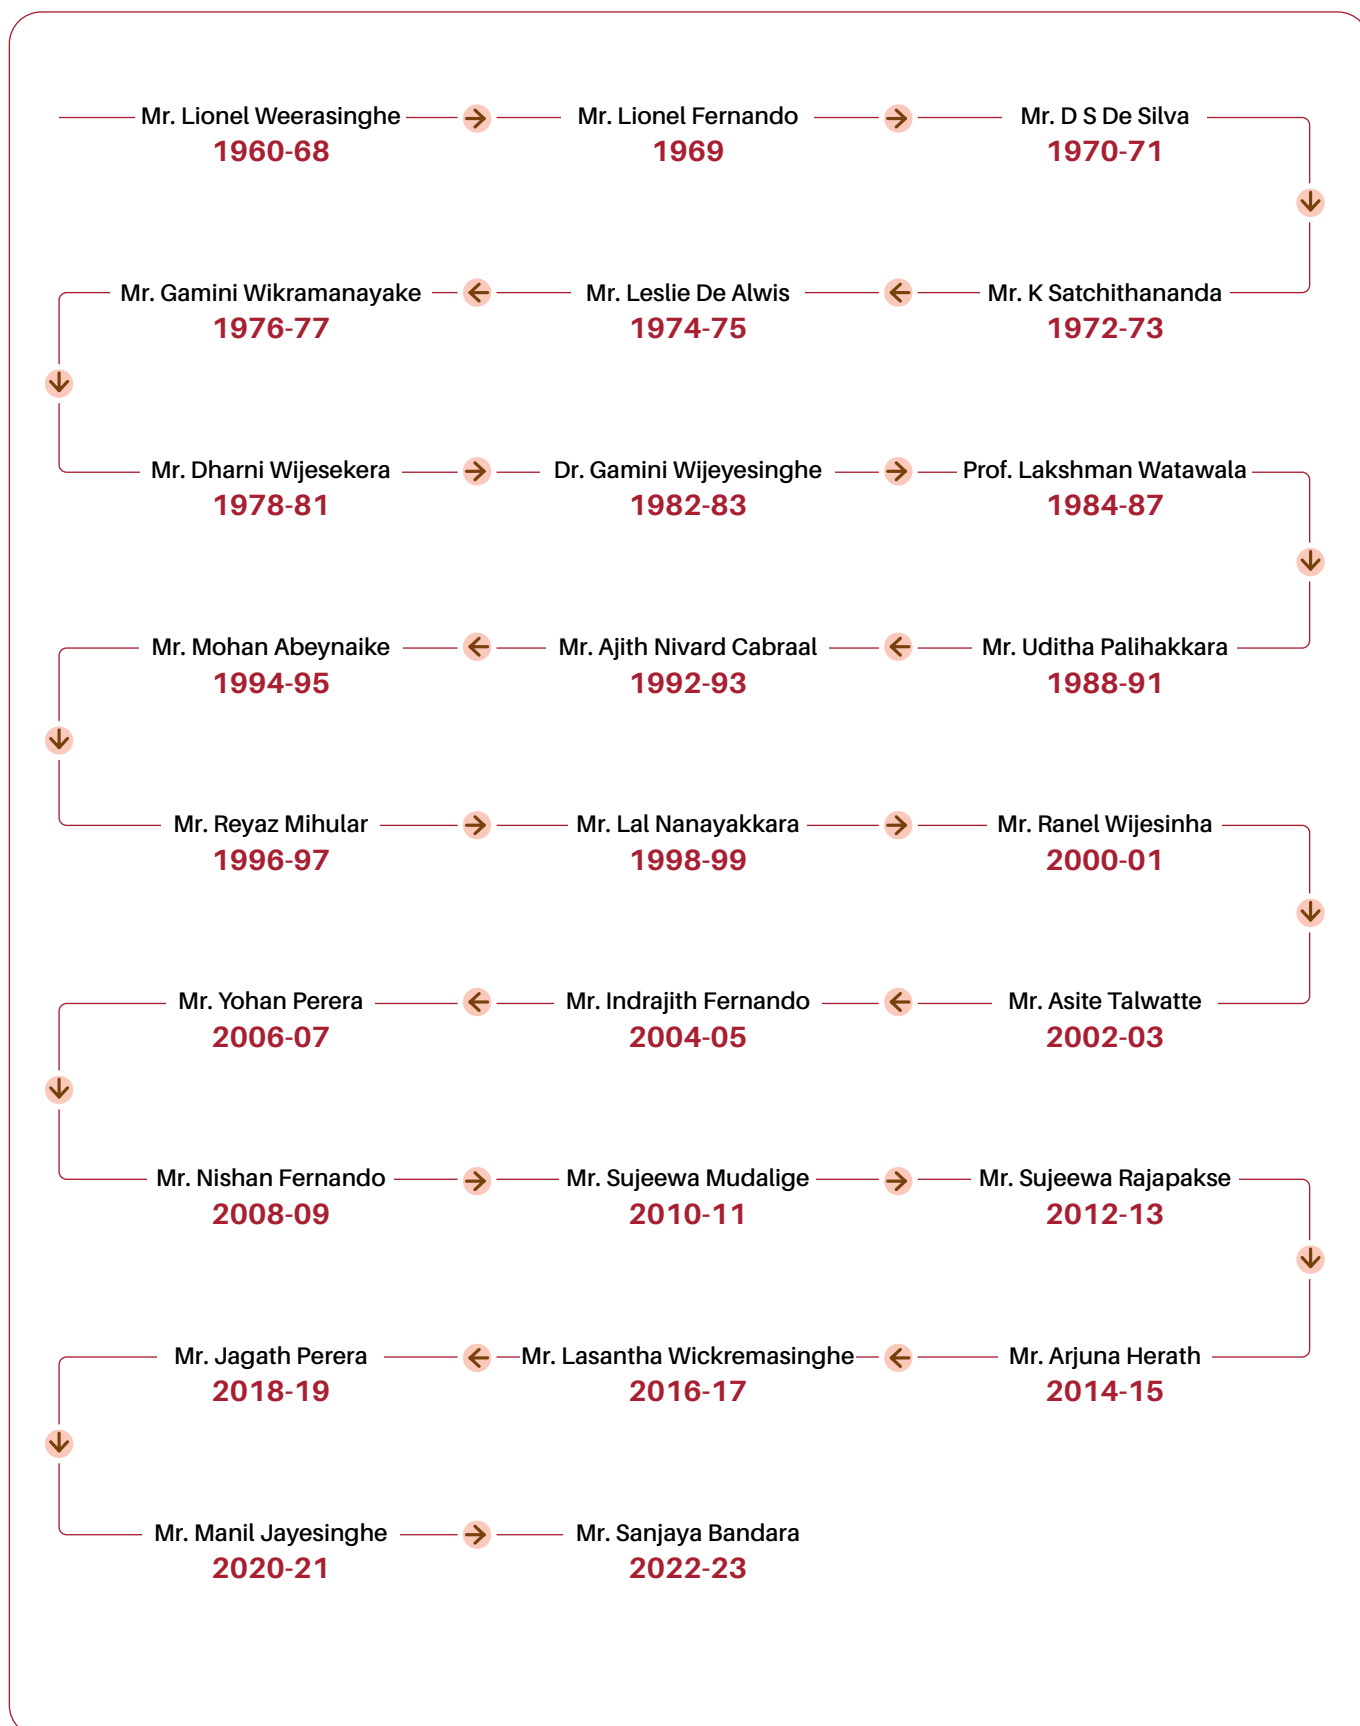 Mr. Lionel Weerasinghe
1960-68
Mr. Lionel Fernando
1969
Mr. D S De Silva
1970-71
Mr. K Satchithananda
1972-73
Mr. Leslie De Alwis
1974-75
Mr. Gamini Wikramanayake
1976-77
Mr. Dharni Wijesekera
1978-81
Dr. Gamini Wijeyesinghe
1982-83
Prof. Lakshman Watawala
1984-87
Mr. Uditha Palihakkara
1988-91
Mr. Ajith Nivard Cabraal
1992-93
Mr. Mohan Abeynaike
1994-95
Mr. Reyaz Mihular
1996-97
Mr. Lal Nanayakkara
1998-99
Mr. Ranel Wijesinha
2000-01
Mr. Asite Talwatte
2002-03
Mr. Indrajith Fernando
2004-05
Mr. Yohan Perera
2006-07
Mr. Nishan Fernando
2008-09
Mr. Sujeewa Mudalige
2010-11
Mr. Sujeewa Rajapakse
2012-13
Mr. Arjuna Herath
2014-15
Mr. Lasantha Wickremasinghe
2016-17
Mr. Jagath Perera
2018-19
Mr. Manil Jayesinghe
2020-21
Mr. Sanjaya Bandara
2022-23